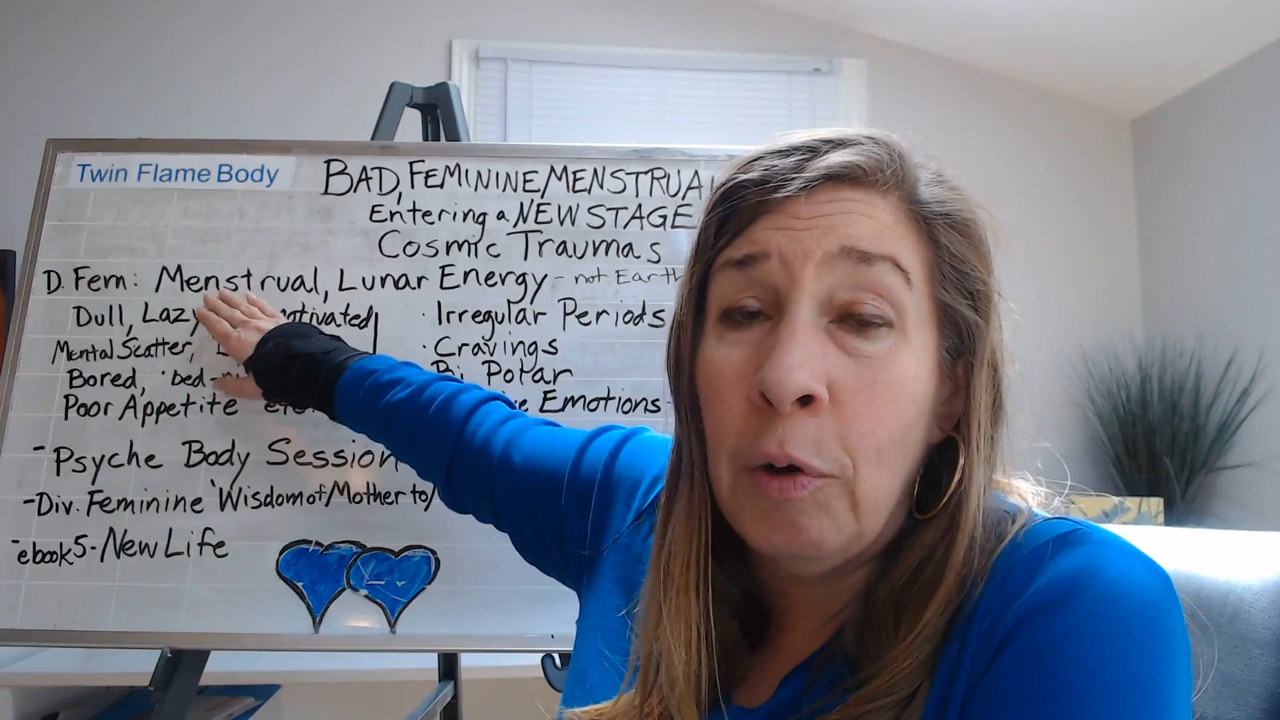 Twin Flame Body
BAD, FEMININE, MENSTRUAL
Entering a NEW STAGE
Cosmic Traumas
D. Fem: Menstrual, Lunar Energy - not Earth
Dull, Lazy
Mental Scatter,
Bored,
Poor Appetite
· Irregular Periods
· Cravings
Bi Polar
Emotions
- Psyche Body Session
- Div. Feminine 'Wisdom of Mother to
- ebook 5 - New Life